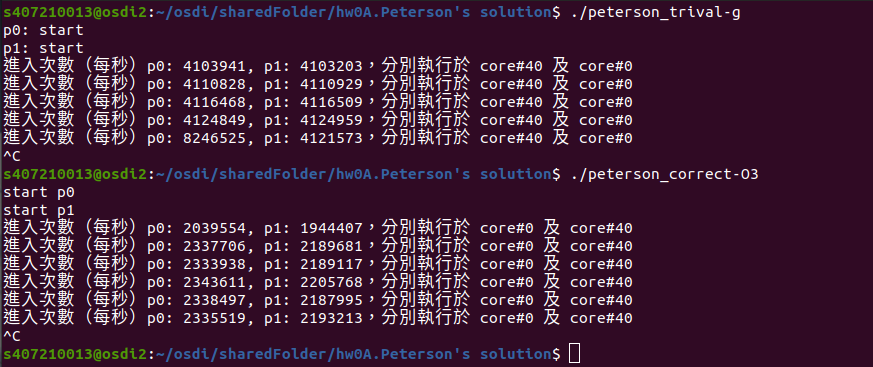 s407210013@osdi2:~/osdi/sharedFolder/hw0A.Peterson's solution$ ./peterson_trival-g
p0: start
p1: start
進入次數（每秒）p0: 4103941, p1: 4103203，分別執行於 core#40 及 core#0
進入次數（每秒）p0: 4110828, p1: 4110929，分別執行於 core#40 及 core#0
進入次數（每秒）p0: 4116468, p1: 4116509，分別執行於 core#40 及 core#0
進入次數（每秒）p0: 4124849, p1: 4124959，分別執行於 core#40 及 core#0
進入次數（每秒）p0: 8246525, p1: 4121573，分別執行於 core#40 及 core#0
^C
s407210013@osdi2:~/osdi/sharedFolder/hw0A.Peterson's solution$ ./peterson_correct-O3
start p0
start p1
進入次數（每秒）p0: 2039554, p1: 1944407，分別執行於 core#0 及 core#40
進入次數（每秒）p0: 2337706, p1: 2189681，分別執行於 core#0 及 core#40
進入次數（每秒）p0: 2333938, p1: 2189117，分別執行於 core#0 及 core#40
進入次數（每秒）p0: 2343611, p1: 2205768，分別執行於 core#0 及 core#40
進入次數（每秒）p0: 2338497, p1: 2187995，分別執行於 core#0 及 core#40
進入次數（每秒）p0: 2335519, p1: 2193213，分別執行於 core#0 及 core#40
^C
s407210013@osdi2:~/osdi/sharedFolder/hw0A.Peterson's solution$